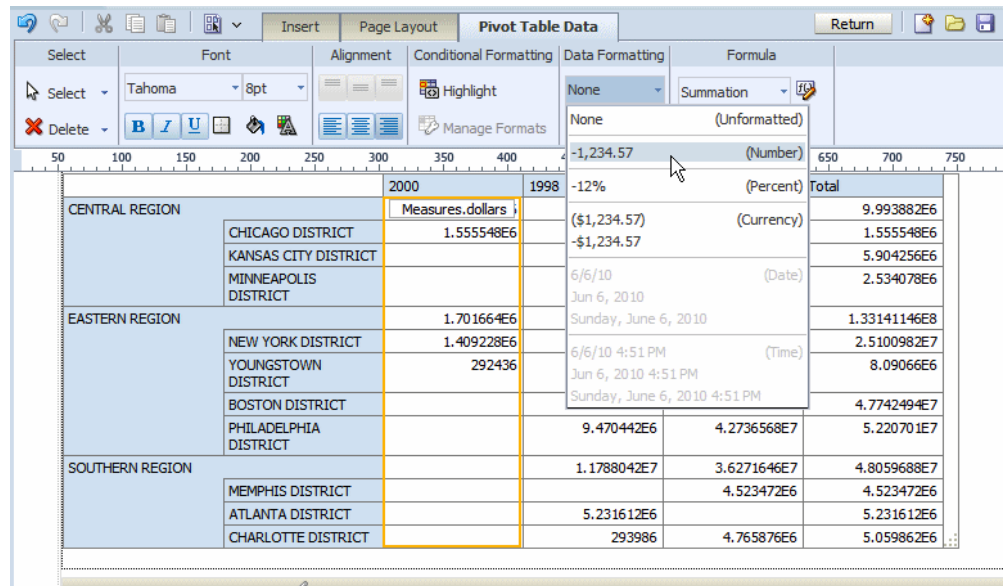 Insert Page Layout Pivot Table Data Return
Select Font Alignment Conditional Formatting Data Formatting Formula
Select Tahoma 8pt Highlight None Summation
Delete B I U Manage Formats
None (Unformatted)
-1,234.57 (Number)
-12% (Percent)
($1,234.57) (Currency)
-$1,234.57
6/6/10 (Date)
Jun 6, 2010
Sunday, June 6, 2010
6/6/10 4:51 PM (Time)
Jun 6, 2010 4:51 PM
Sunday, June 6, 2010 4:51 PM
50 100 150 200 250 300 350 400 650 700 750
2000 1998 Total
CENTRAL REGION Measures.dollars 9.993882E6
CHICAGO DISTRICT 1.555548E6 1.555548E6
KANSAS CITY DISTRICT 5.904256E6
MINNEAPOLIS 2.534078E6
DISTRICT
EASTERN REGION 1.701664E6 1.33141146E8
NEW YORK DISTRICT 1.409228E6 2.5100982E7
YOUNGSTOWN 292436 8.09066E6
DISTRICT
BOSTON DISTRICT 4.7742494E7
PHILADELPHIA 9.470442E6 4.2736568E7 5.220701E7
DISTRICT
SOUTHERN REGION 1.1788042E7 3.6271646E7 4.8059688E7
MEMPHIS DISTRICT 4.523472E6 4.523472E6
ATLANTA DISTRICT 5.231612E6 5.231612E6
CHARLOTTE DISTRICT 293986 4.765876E6 5.059862E6